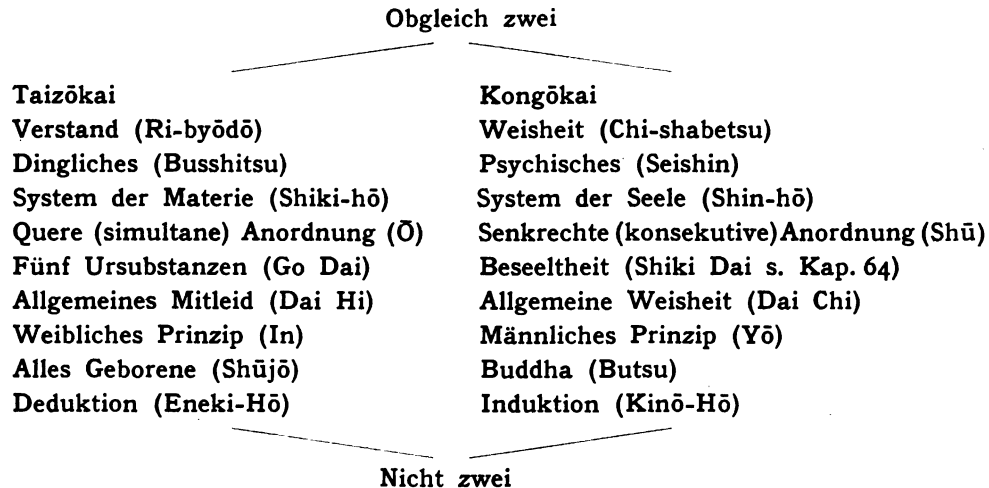 Obgleich zwei
Taizōkai
Verstand (Ri-byōdō)
Dingliches (Busshitsu)
System der Materie (Shiki-hō)
Quere (simultane) Anordnung (Ō)
Fünf Ursubstanzen (Go Dai)
Allgemeines Mitleid (Dai Hi)
Weibliches Prinzip (In)
Alles Geborene (Shūjō)
Deduktion (Eneki-Hō)
Kongōkai
Weisheit (Chi-shabetsu)
Psychisches (Seishin)
System der Seele (Shin-hō)
Senkrechte (konsekutive) Anordnung (Shū)
Beseeltheit (Shiki Dai s. Kap. 64)
Allgemeine Weisheit (Dai Chi)
Männliches Prinzip (Yō)
Buddha (Butsu)
Induktion (Kinō-Hō)
Nicht zwei